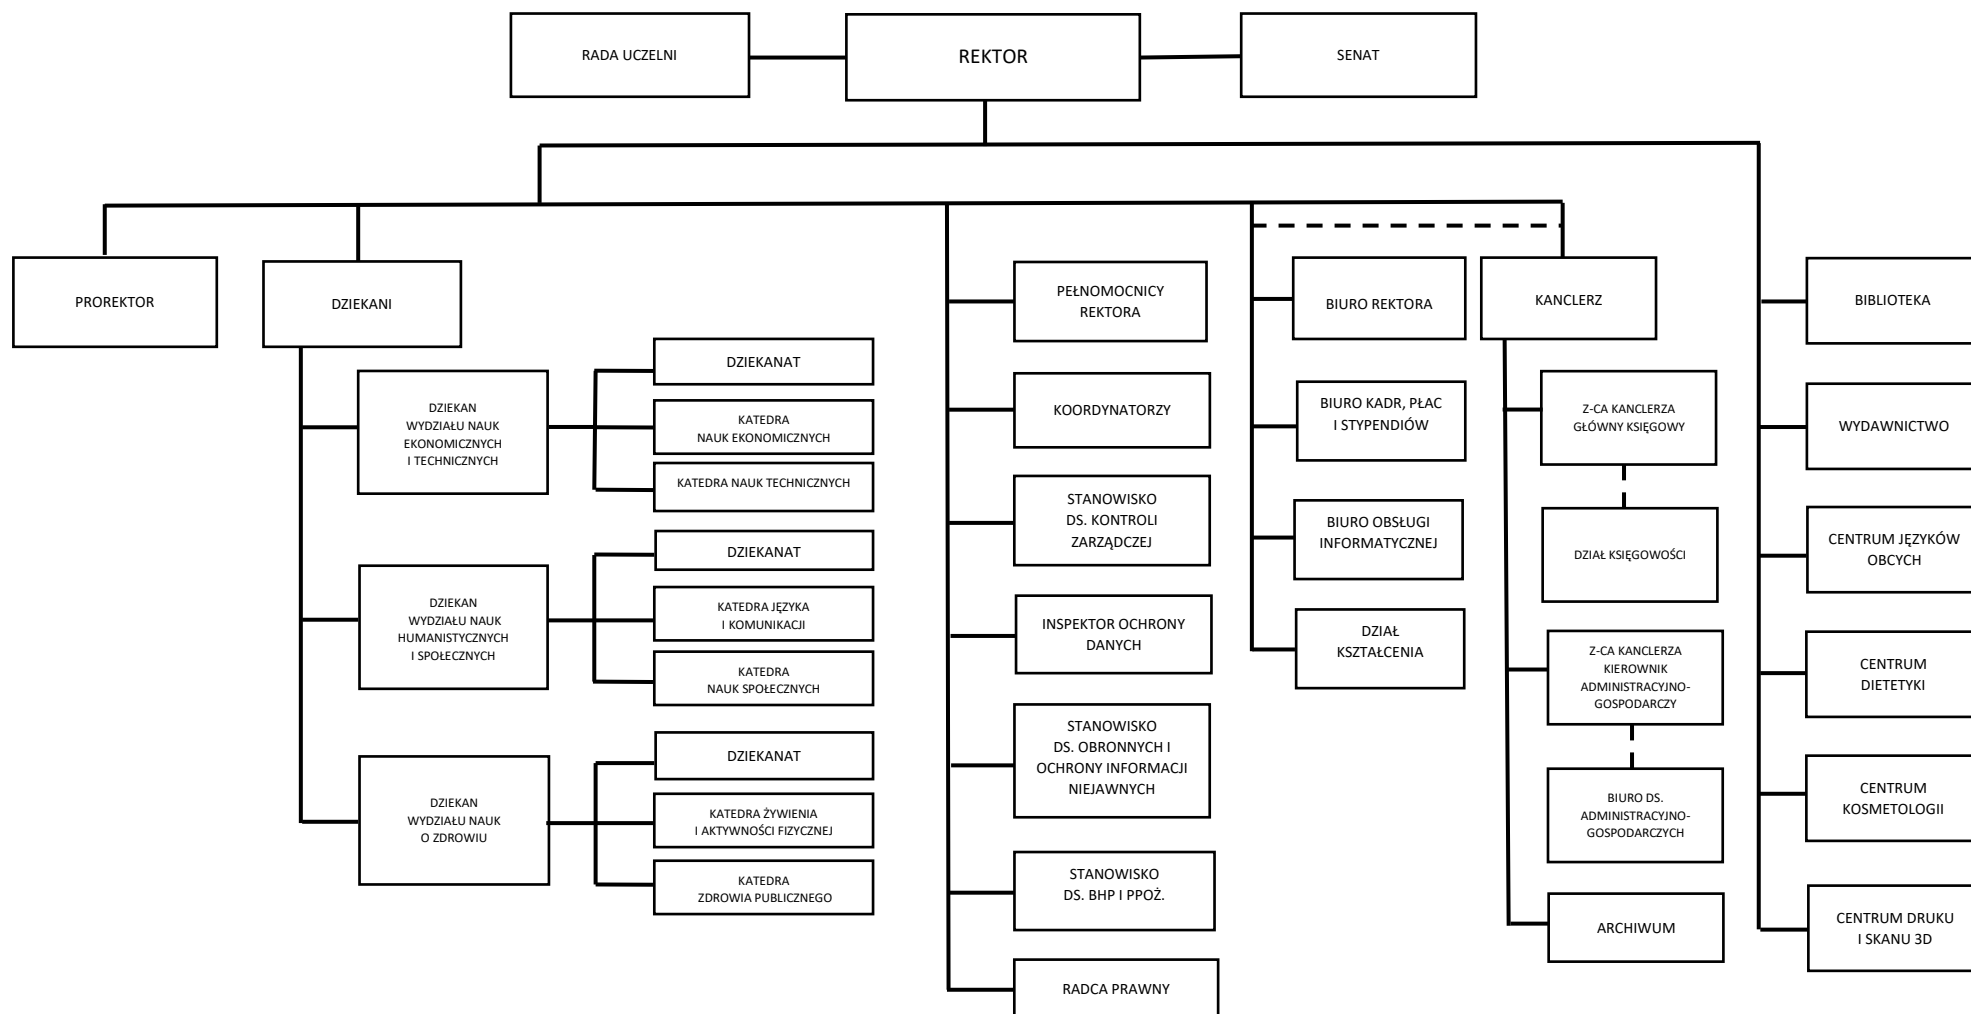 RADA UCZELNI
REKTOR
SENAT
PROREKTOR
DZIEKANI
DZIEKAN
WYDZIAŁU NAUK
EKONOMICZNYCH
I TECHNICZNYCH
DZIEKANAT
KATEDRA
NAUK EKONOMICZNYCH
KATEDRA NAUK TECHNICZNYCH
DZIEKAN
WYDZIAŁU NAUK
HUMANISTYCZNYCH
I SPOŁECZNYCH
DZIEKANAT
KATEDRA JĘZYKA
I KOMUNIKACJI
KATEDRA
NAUK SPOŁECZNYCH
DZIEKAN
WYDZIAŁU NAUK
O ZDROWIU
DZIEKANAT
KATEDRA ŻYWIENIA
I AKTYWNOŚCI FIZYCZNEJ
KATEDRA
ZDROWIA PUBLICZNEGO
PEŁNOMOCNICY
REKTORA
KOORDYNATORZY
STANOWISKO
DS. KONTROLI
ZARZĄDCZEJ
INSPEKTOR OCHRONY
DANYCH
STANOWISKO
DS. OBRONNYCH I
OCHRONY INFORMACJI
NIEJAWNYCH
STANOWISKO
DS. BHP I PPOŻ.
RADCA PRAWNY
BIURO REKTORA
BIURO KADR, PŁAC
I STYPENDIÓW
BIURO OBSŁUGI
INFORMATYCZNEJ
DZIAŁ
KSZTAŁCENIA
KANCLERZ
Z-CA KANCLERZA
GŁÓWNY KSIĘGOWY
DZIAŁ KSIĘGOWOŚCI
Z-CA KANCLERZA
KIEROWNIK
ADMINISTRACYJNO-
GOSPODARCZY
BIURO DS.
ADMINISTRACYJNO-
GOSPODARCZYCH
ARCHIWUM
BIBLIOTEKA
WYDAWNICTWO
CENTRUM JĘZYKÓW
OBCYCH
CENTRUM
DIETETYKI
CENTRUM
KOSMETOLOGII
CENTRUM DRUKU
I SKANU 3D